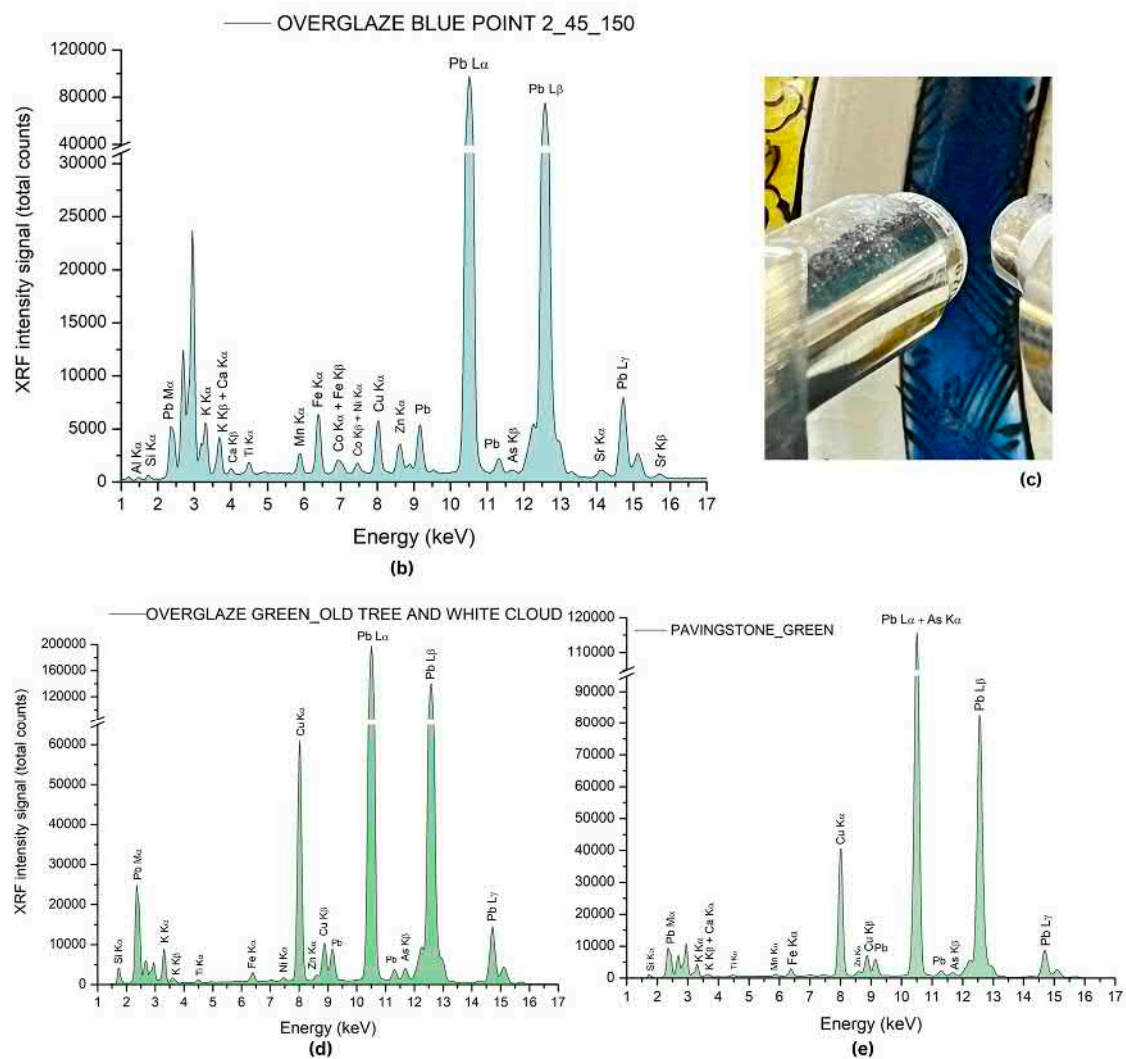 OVERGLAZE BLUE POINT 2_45_150
XRF intensity signal (total counts)
120000
100000
80000
60000
40000
30000
25000
20000
15000
10000
5000
0
Al Kα
Si Kα
Pb Mα
K Kα
K Kβ + Ca Kα
Ca Kβ
Ti Kα
Mn Kα
Fe Kα
Co Kα + Fe Kβ
Co Kβ + Ni Kα
Cu Kα
Zn Kα
Pb
Pb Lα
Pb
As Kβ
Pb Lβ
Sr Kα
Pb Lγ
Sr Kβ
1 2 3 4 5 6 7 8 9 10 11 12 13 14 15 16 17
Energy (keV)
(b)
(c)
OVERGLAZE GREEN_OLD TREE AND WHITE CLOUD
XRF intensity signal (total counts)
200000
180000
160000
140000
120000
60000
50000
40000
30000
20000
10000
0
Si Kα
Pb Mα
K Kα
K Kβ
Ti Kα
Fe Kα
Ni Kα
Cu Kα
Zn Kα
Cu Kβ
Pb
Pb Lα
Pb
As Kβ
Pb Lβ
Pb Lγ
1 2 3 4 5 6 7 8 9 10 11 12 13 14 15 16 17
Energy (keV)
(d)
PAVINGSTONE_GREEN
XRF intensity signal (total counts)
120000
115000
110000
90000
80000
70000
60000
50000
40000
30000
20000
10000
0
Si Kα
Pb Mα
K Kα
K Kβ + Ca Kα
Ti Kα
Mn Kα
Fe Kα
Cu Kα
Zn Kα
Cu Kβ
Pb
Pb Lα + As Kα
Pb
As Kβ
Pb Lβ
Pb Lγ
1 2 3 4 5 6 7 8 9 10 11 12 13 14 15 16 17
Energy (keV)
(e)